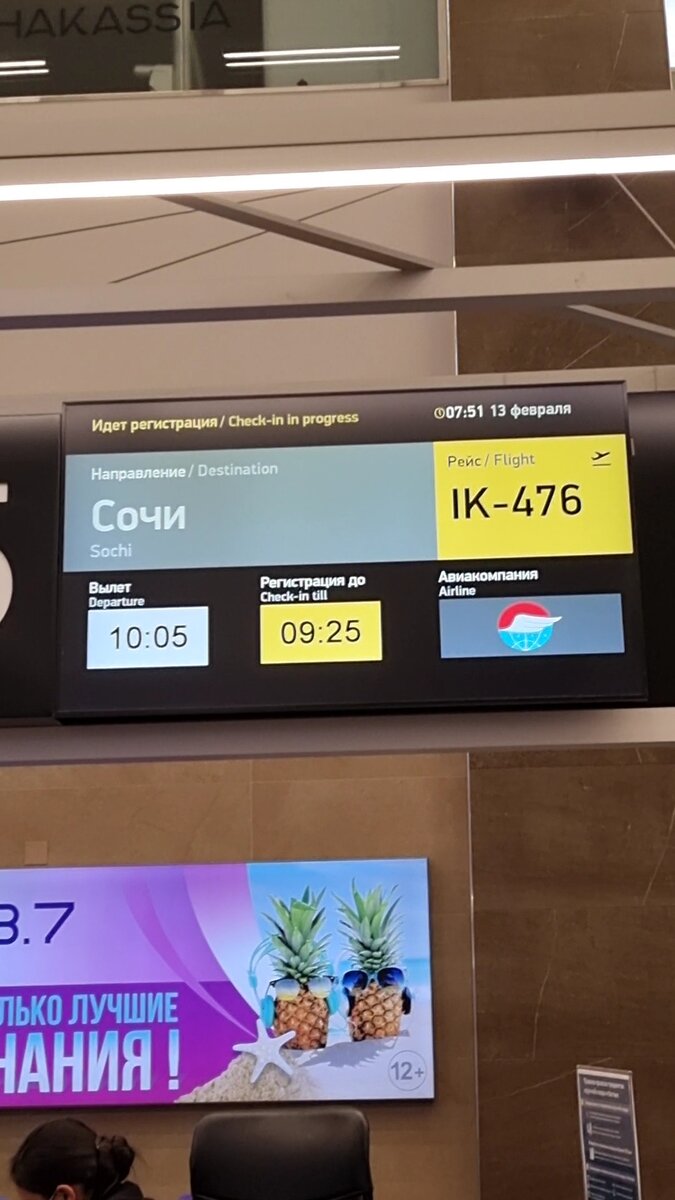 HAKASSIA
Идет регистрация / Check-in in progress
07:51 13 февраля
Направление / Destination
Сочи
Sochi
Рейс / Flight
IK-476
Вылет
Departure
10:05
Регистрация до
Check-in till
09:25
Авиакомпания
Airline
5
3.7
ЛЬКО ЛУЧШИЕ
НАНИЯ !
12+